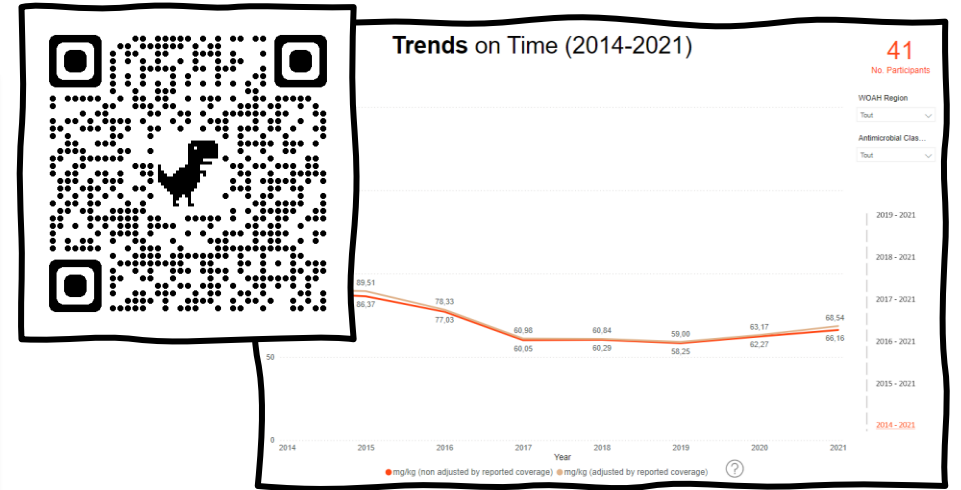 Trends on Time (2014-2021)
41
No. Participants
WOAH Region
Tout
Antimicrobial Clas...
Tout
2019 - 2021
2018 - 2021
2017 - 2021
2016 - 2021
2015 - 2021
2014 - 2021
89,51
86,37
78,33
77,03
60,98
60,05
60,84
60,29
59,00
58,25
63,17
62,27
68,54
66,16
50
0
2014 2015 2016 2017 2018 2019 2020 2021
Year
mg/kg (non adjusted by reported coverage) mg/kg (adjusted by reported coverage)
?